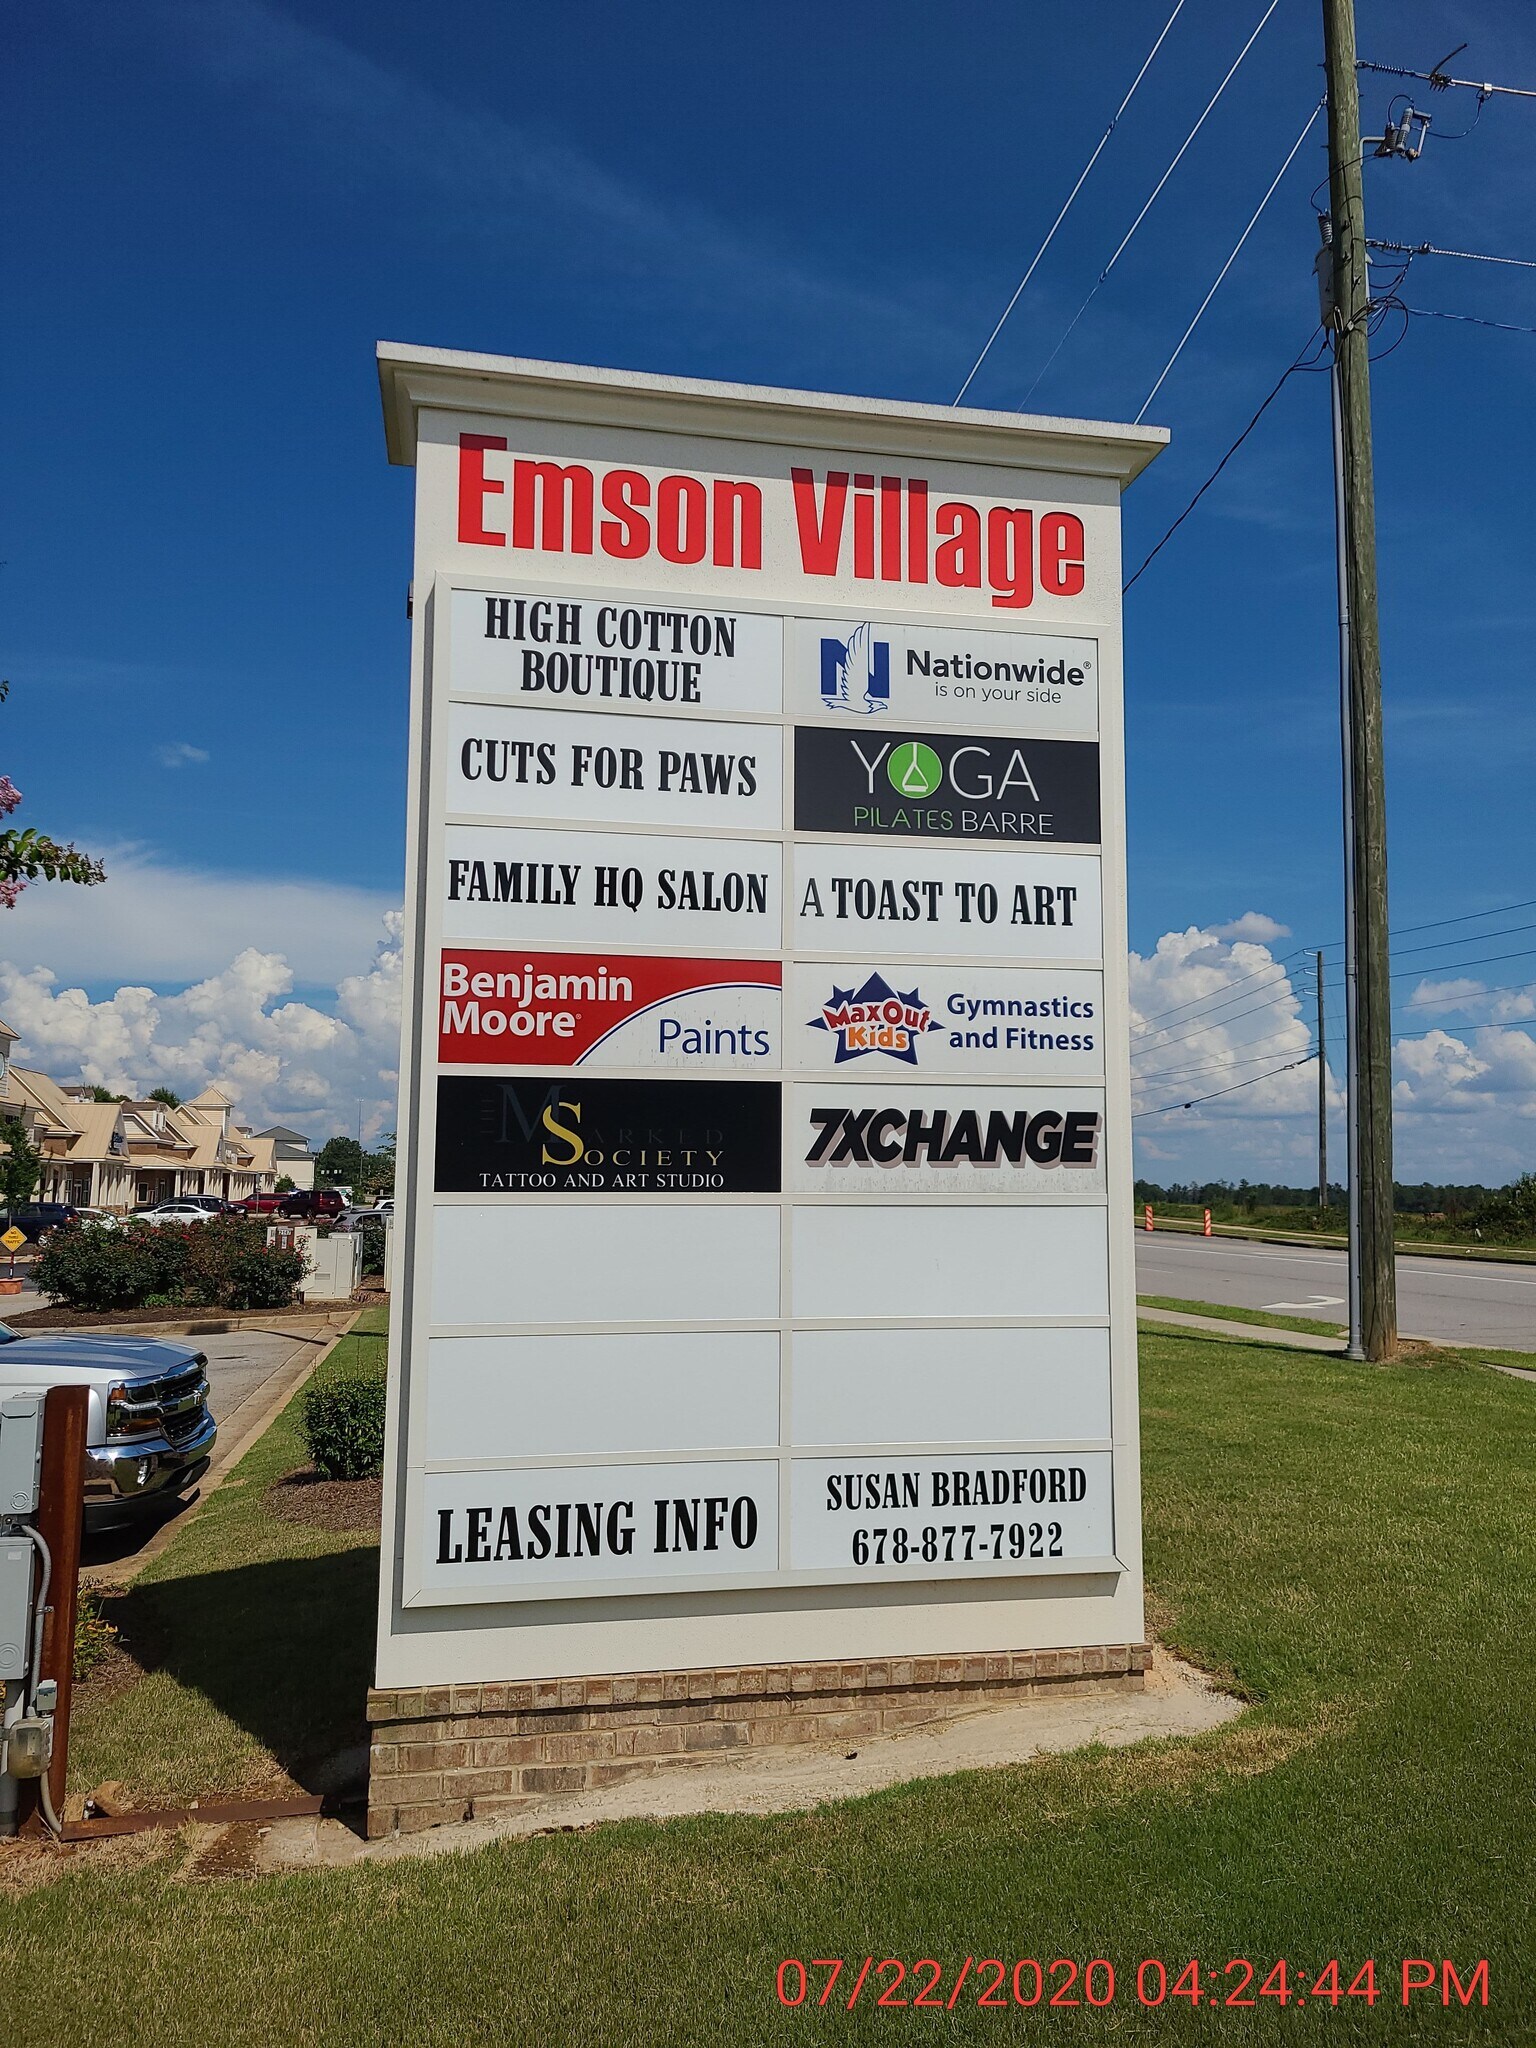 Emson Village
HIGH COTTON
BOUTIQUE
N Nationwide®
is on your side
CUTS FOR PAWS
YOGA
PILATES BARRE
FAMILY HQ SALON
A TOAST TO ART
Benjamin
Moore®
Paints
MaxOut
Kids
Gymnastics
and Fitness
THE MARKED
SOCIETY
TATTOO AND ART STUDIO
7XCHANGE
LEASING INFO
SUSAN BRADFORD
678-877-7922
07/22/2020 04:24:44 PM